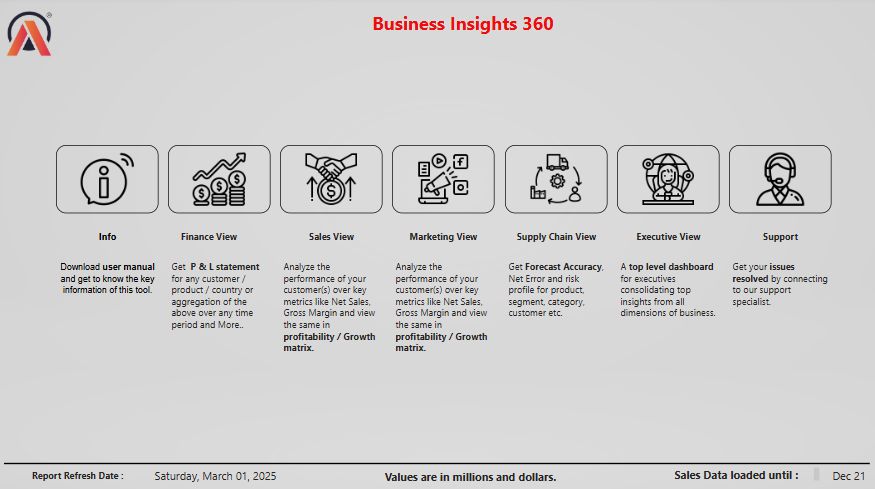 ®
Business Insights 360
Info
Download user manual
and get to know the key
information of this tool.
Finance View
Get P & L statement
for any customer /
product / country or
aggregation of the
above over any time
period and More..
Sales View
Analyze the
performance of your
customer(s) over key
metrics like Net Sales,
Gross Margin and view
the same in
profitability / Growth
matrix.
Marketing View
Analyze the
performance of your
customer(s) over key
metrics like Net Sales,
Gross Margin and view
the same in
profitability / Growth
matrix.
Supply Chain View
Get Forecast Accuracy,
Net Error and risk
profile for product,
segment, category,
customer etc.
Executive View
A top level dashboard
for executives
consolidating top
insights from all
dimensions of business.
Support
Get your issues
resolved by connecting
to our support
specialist.
Report Refresh Date : Saturday, March 01, 2025
Values are in millions and dollars.
Sales Data loaded until : Dec 21